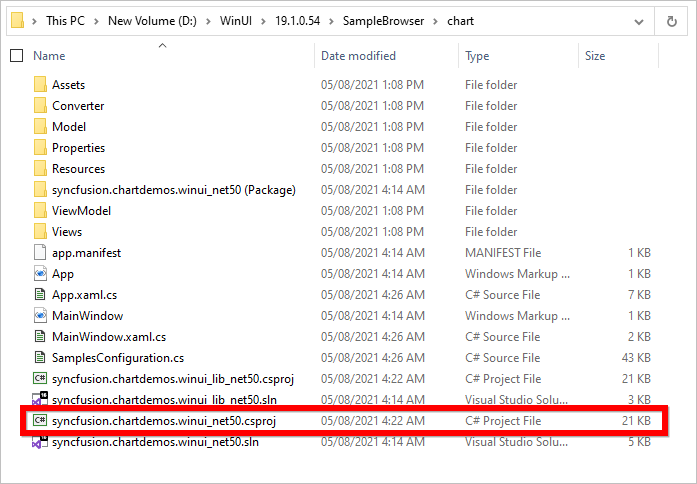 This PC > New Volume (D:) > WinUI > 19.1.0.54 > SampleBrowser > chart
Name Date modified Type Size
Assets 05/08/2021 1:08 PM File folder
Converter 05/08/2021 1:08 PM File folder
Model 05/08/2021 1:08 PM File folder
Properties 05/08/2021 1:08 PM File folder
Resources 05/08/2021 1:08 PM File folder
syncfusion.chartdemos.winui_net50 (Package) 05/08/2021 4:14 AM File folder
ViewModel 05/08/2021 1:08 PM File folder
Views 05/08/2021 1:08 PM File folder
app.manifest 05/08/2021 4:14 AM MANIFEST File 1 KB
App 05/08/2021 4:14 AM Windows Markup ... 1 KB
App.xaml.cs 05/08/2021 4:26 AM C# Source File 7 KB
MainWindow 05/08/2021 4:14 AM Windows Markup ... 1 KB
MainWindow.xaml.cs 05/08/2021 4:26 AM C# Source File 2 KB
SamplesConfiguration.cs 05/08/2021 4:26 AM C# Source File 43 KB
syncfusion.chartdemos.winui_lib_net50.csproj 05/08/2021 4:22 AM C# Project File 21 KB
syncfusion.chartdemos.winui_lib_net50.sln 05/08/2021 4:14 AM Visual Studio Solu... 3 KB
syncfusion.chartdemos.winui_net50.csproj 05/08/2021 4:22 AM C# Project File 21 KB
syncfusion.chartdemos.winui_net50.sln 05/08/2021 4:14 AM Visual Studio Solu... 5 KB